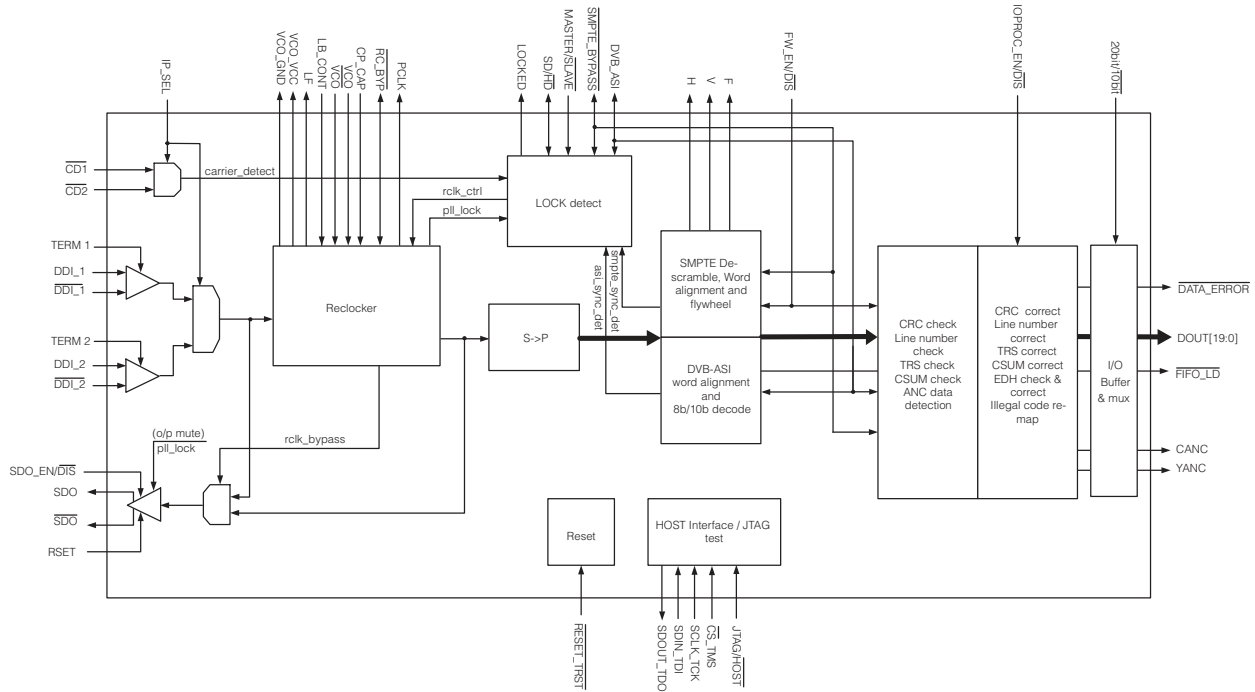 IP_SEL
VCO_GND
VCO_VCC
LF
LB_CONT
VCO
VCO
CP_CAP
RC_BYP
PCLK
LOCKED
SD/HD
MASTER/SLAVE
SMPTE_BYPASS
DVB_ASI
H
V
F
FW_EN/DIS
IOPROC_EN/DIS
20bit/10bit
CD1
CD2
carrier_detect
rclk_ctrl
pll_lock
LOCK detect
TERM 1
DDI_1
DDI_1
TERM 2
DDI_2
DDI_2
Reclocker
S->P
asi_sync_det
smpte_sync_det
SMPTE De-
scramble, Word
alignment and
flywheel
DVB-ASI
word alignment
and
8b/10b decode
CRC check
Line number
check
TRS check
CSUM check
ANC data
detection
CRC correct
Line number
correct
TRS correct
CSUM correct
EDH check &
correct
Illegal code re-
map
I/O
Buffer
& mux
DATA_ERROR
DOUT[19:0]
FIFO_LD
CANC
YANC
rclk_bypass
(o/p mute)
pll_lock
SDO_EN/DIS
SDO
SDO
RSET
Reset
HOST Interface / JTAG
test
RESET_TRST
SDOUT_TDO
SDIN_TDI
SCLK_TCK
CS_TMS
JTAG/HOST